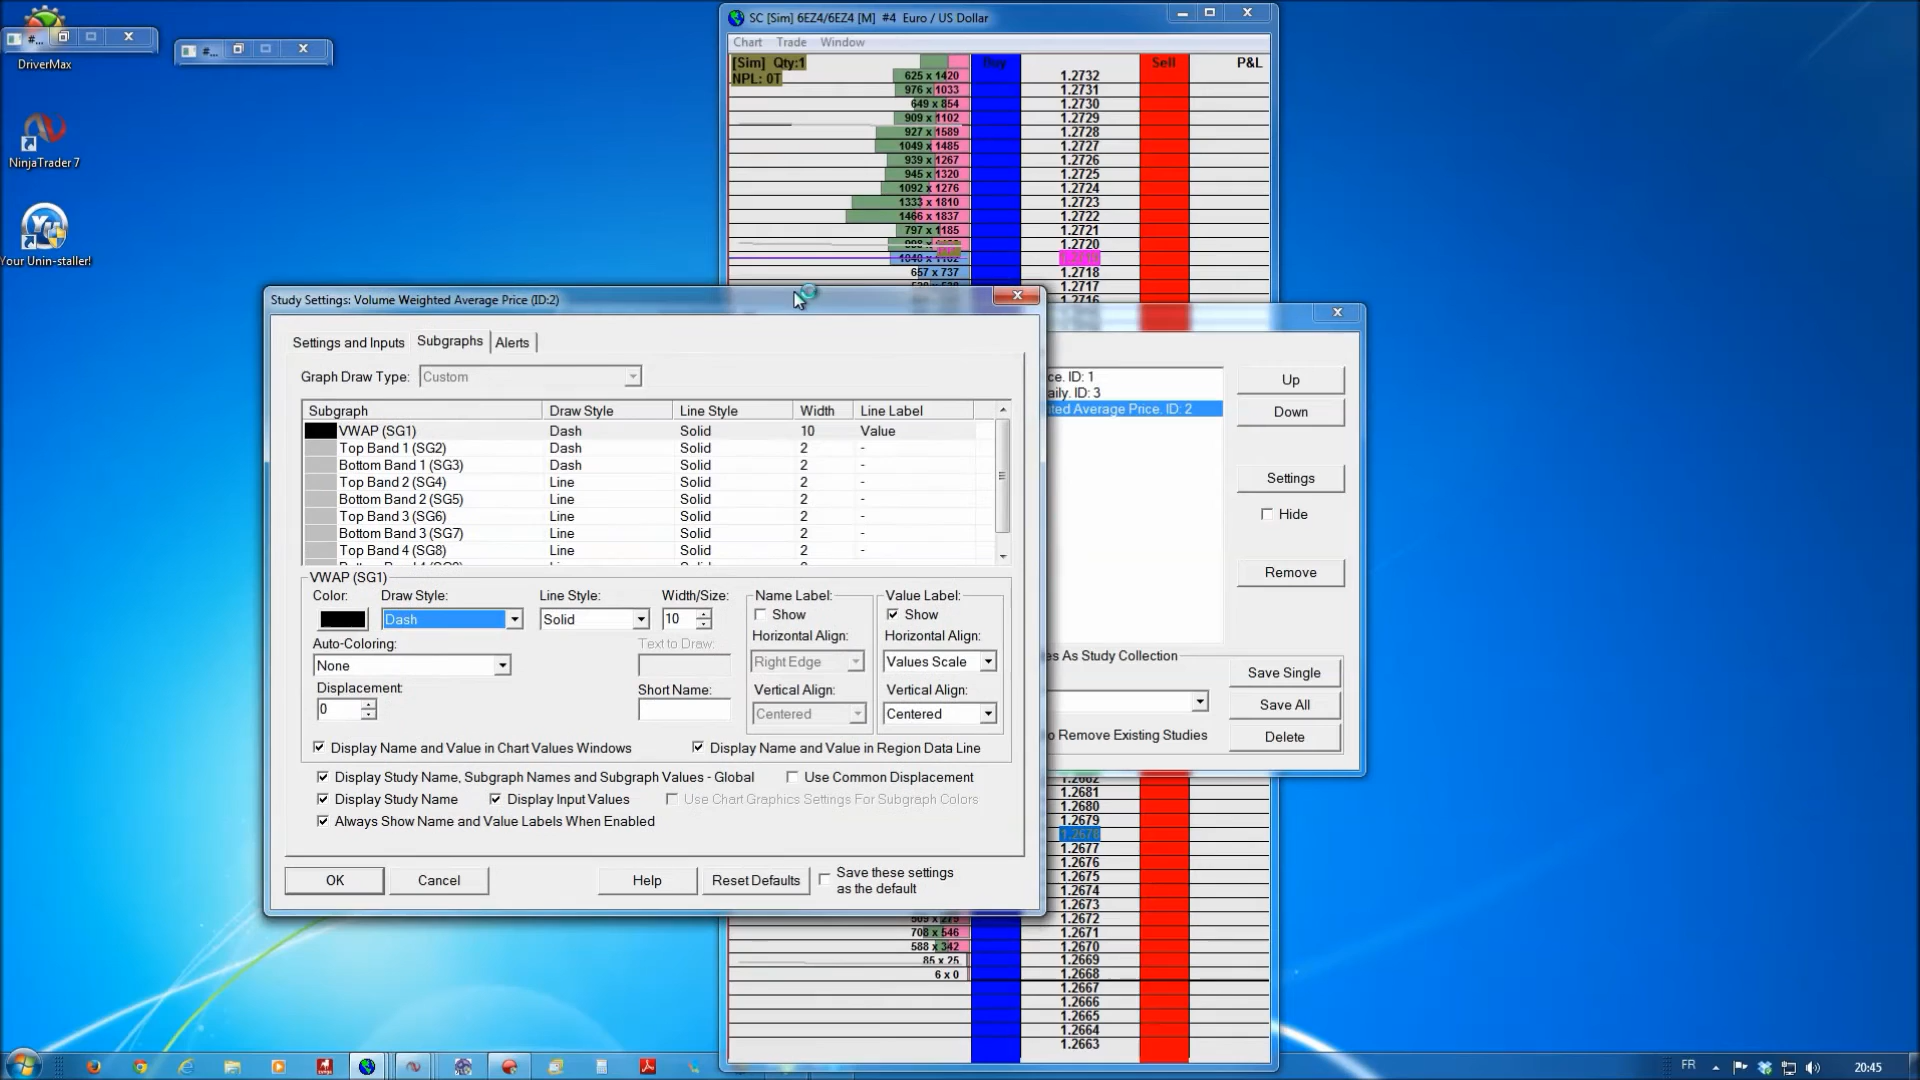 SC [Sim] 6EZ4/6EZ4 [M]  #4  Euro / US Dollar
#...
#...
DriverMax
NinjaTrader 7
Your Unin-staller!
Chart  Trade  Window
[Sim]  Qty:1
NPL: 0T
Buy
Sell
P&L
625 x 1420  1.2732
976 x 1033  1.2731
649 x 854  1.2730
909 x 1102  1.2729
927 x 1589  1.2728
1049 x 1485  1.2727
939 x 1267  1.2726
945 x 1320  1.2725
1092 x 1276  1.2724
1333 x 1810  1.2723
1466 x 1837  1.2722
797 x 1185  1.2721
1.2720
657 x 737  1.2718
1.2717
1.2716
Study Settings: Volume Weighted Average Price (ID:2)
Settings and Inputs  Subgraphs  Alerts
Graph Draw Type:  Custom
Subgraph  Draw Style  Line Style  Width  Line Label
VWAP (SG1)  Dash  Solid  10  Value
Top Band 1 (SG2)  Dash  Solid  2  -
Bottom Band 1 (SG3)  Dash  Solid  2  -
Top Band 2 (SG4)  Line  Solid  2  -
Bottom Band 2 (SG5)  Line  Solid  2  -
Top Band 3 (SG6)  Line  Solid  2  -
Bottom Band 3 (SG7)  Line  Solid  2  -
Top Band 4 (SG8)  Line  Solid  2  -
VWAP (SG1)
Color:  Draw Style:  Line Style:  Width/Size:  Name Label:  Value Label:
Dash  Solid  10  Show  Show
Auto-Coloring:  Text to Draw:  Horizontal Align:  Horizontal Align:
None  Right Edge  Values Scale
Displacement:  Short Name:  Vertical Align:  Vertical Align:
0  Centered  Centered
Display Name and Value in Chart Values Windows  Display Name and Value in Region Data Line
Display Study Name, Subgraph Names and Subgraph Values - Global  Use Common Displacement
Display Study Name  Display Input Values  Use Chart Graphics Settings For Subgraph Colors
Always Show Name and Value Labels When Enabled
OK  Cancel  Help  Reset Defaults  Save these settings
as the default
ce. ID: 1
aily. ID: 3
ted Average Price. ID: 2
Up
Down
Settings
Hide
Remove
es As Study Collection
Save Single
Save All
o Remove Existing Studies
Delete
1.2682
1.2681
1.2680
1.2679
1.2678
1.2677
1.2676
1.2675
1.2674
1.2673
1.2672
708 x 546  1.2671
588 x 342  1.2670
85 x 25  1.2669
6 x 0  1.2668
1.2667
1.2666
1.2665
1.2664
1.2663
FR
20:45